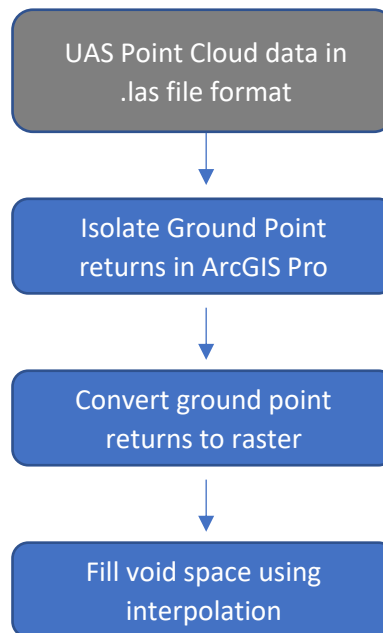 UAS Point Cloud data in
.las file format
Isolate Ground Point
returns in ArcGIS Pro
Convert ground point
returns to raster
Fill void space using
interpolation